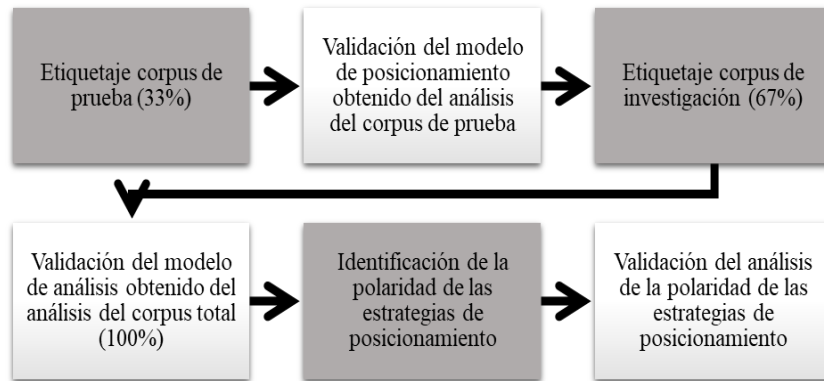 Etiquetaje corpus de
prueba (33%)
Validación del modelo
de posicionamiento
obtenido del análisis
del corpus de prueba
Etiquetaje corpus de
investigación (67%)
Validación del modelo
de análisis obtenido del
análisis del corpus total
(100%)
Identificación de la
polaridad de las
estrategias de
posicionamiento
Validación del análisis
de la polaridad de las
estrategias de
posicionamiento